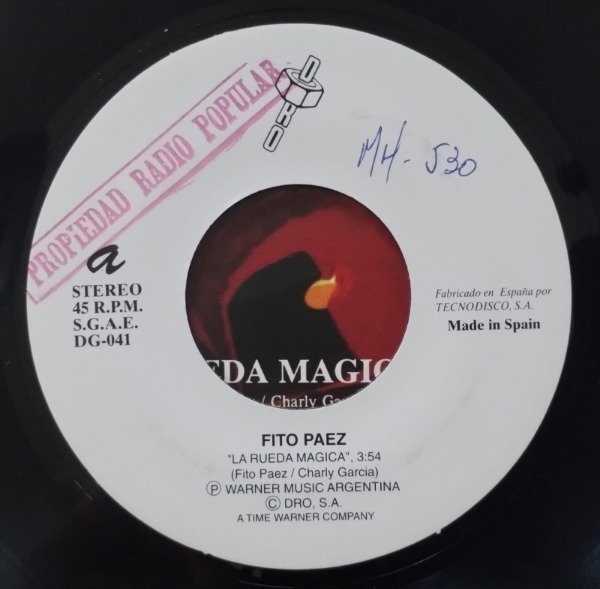 DRO
PROPIEDAD RADIO POPULAR
MH-530
a
STEREO
45 R.P.M.
S.G.A.E.
DG-041
Fabricado en España por
TECNODISCO, S.A.
Made in Spain
EDA MAGIC
/ Charly Gar
FITO PAEZ
"LA RUEDA MAGICA", 3:54
(Fito Paez / Charly Garcia)
Ⓟ WARNER MUSIC ARGENTINA
© DRO, S.A.
A TIME WARNER COMPANY